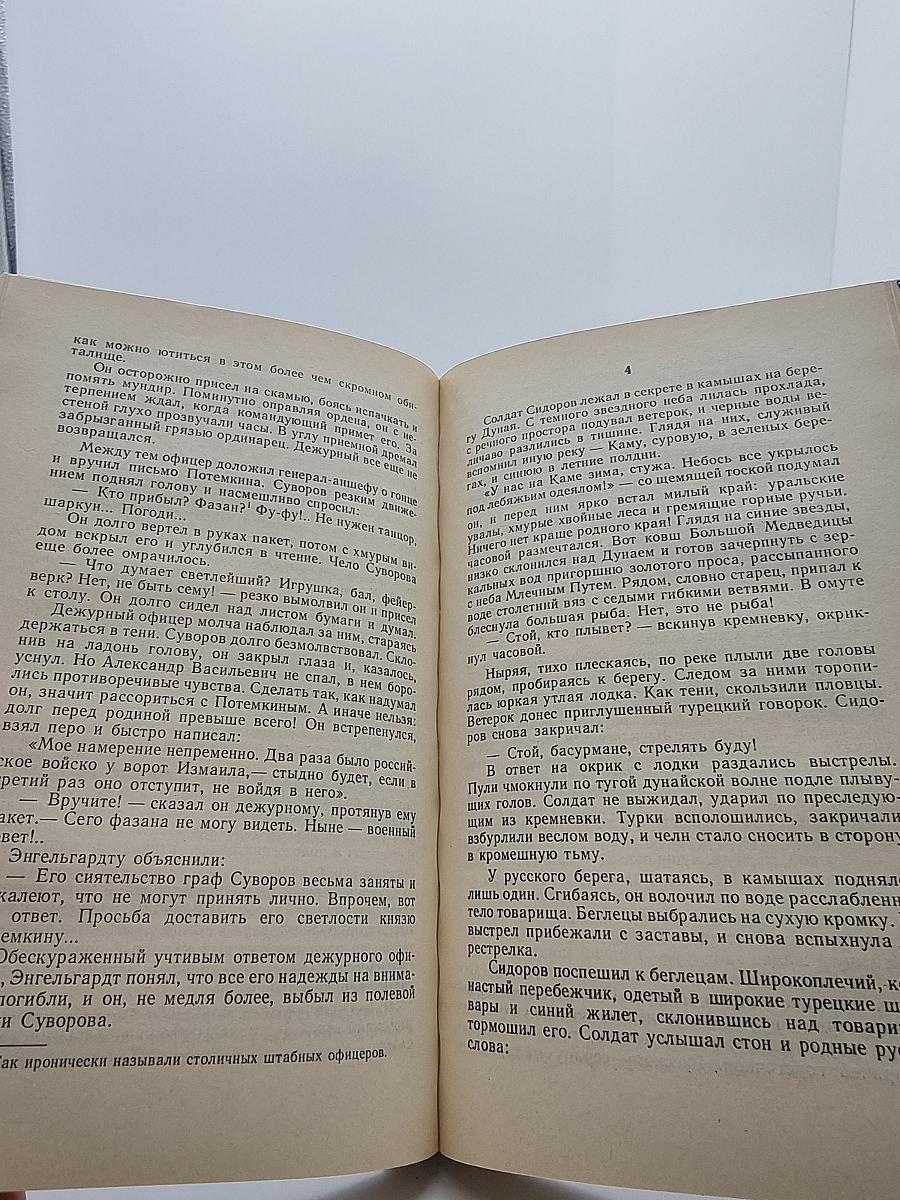 как можно ютиться в этом более чем скромном оби-
талище.
Он осторожно присел на скамью, боясь испачкать и
помять мундир. Поминутно оправляя ордена, он с не-
терпением ждал, когда командующий примет его. За
стеной глухо прозвучали часы. В углу приемной дремал
забрызганный грязью ординарец. Дежурный все еще не
возвращался.
Между тем офицер доложил генерал-аншефу о гонце
и вручил письмо Потемкина. Суворов резким движе-
нием поднял голову и насмешливо спросил:
— Кто прибыл? Фазан?¹ Фу-фу!.. Не нужен танцор,
шаркун... Погоди...
Он долго вертел в руках пакет, потом с хмурым ви-
дом вскрыл его и углубился в чтение. Чело Суворова
еще более омрачилось.
— Что думает светлейший? Игрушка, бал, фейер-
верк? Нет, не быть сему! — резко вымолвил он и присел
к столу. Он долго сидел над листом бумаги и думал.
Дежурный офицер молча наблюдал за ним, стараясь
держаться в тени. Суворов долго безмолвствовал. Скло-
нив на ладонь голову, он закрыл глаза и, казалось,
уснул. Но Александр Васильевич не спал, в нем боро-
лись противоречивые чувства. Сделать так, как надумал
он, значит рассориться с Потемкиным. А иначе нельзя:
долг перед родиной превыше всего! Он встрепенулся,
взял перо и быстро написал:
«Мое намерение непременно. Два раза было россий-
ское войско у ворот Измаила,— стыдно будет, если в
третий раз оно отступит, не войдя в него».
— Вручите! — сказал он дежурному, протянув ему
акет.— Сего фазана не могу видеть. Ныне — военный
овет!..
Энгельгардту объяснили:
— Его сиятельство граф Суворов весьма заняты и
жалеют, что не могут принять лично. Впрочем, вот
ответ. Просьба доставить его светлости князю
емкину...
Обескураженный учтивым ответом дежурного офи-
, Энгельгардт понял, что все его надежды на внима-
погибли, и он, не медля более, выбыл из полевой
и Суворова.
Так иронически называли столичных штабных офицеров.
4
Солдат Сидоров лежал в секрете в камышах на бере-
гу Дуная. С темного звездного неба лилась прохлада,
с речного простора подувал ветерок, и черные воды ве-
личаво разлились в тишине. Глядя на них, служивый
вспомнил иную реку — Каму, суровую, в зеленых бере-
гах, и синюю в летние полдни.
«У нас на Каме зима, стужа. Небось все укрылось
под лебяжьим одеялом!» — со щемящей тоской подумал
он, и перед ним ярко встал милый край: уральские
увалы, хмурые хвойные леса и гремящие горные ручьи.
Ничего нет краше родного края! Глядя на синие звезды,
часовой размечтался. Вот ковш Большой Медведицы
низко склонился над Дунаем и готов зачерпнуть с зер-
кальных вод пригоршню золотого проса, рассыпанного
с неба Млечным Путем. Рядом, словно старец, припал к
воде столетний вяз с седыми гибкими ветвями. В омуте
блеснула большая рыба. Нет, это не рыба!
— Стой, кто плывет? — вскинув кремневку, окрик-
нул часовой.
Ныряя, тихо плескаясь, по реке плыли две головы
рядом, пробираясь к берегу. Следом за ними торопи-
лась юркая утлая лодка. Как тени, скользили пловцы.
Ветерок донес приглушенный турецкий говорок. Сидо-
ров снова закричал:
— Стой, басурмане, стрелять буду!
В ответ на окрик с лодки раздались выстрелы.
Пули чмокнули по тугой дунайской волне подле плыву-
щих голов. Солдат не выжидал, ударил по преследую-
щим из кремневки. Турки всполошились, закричали
взбурлили веслом воду, и челн стало сносить в сторону
в кромешную тьму.
У русского берега, шатаясь, в камышах поднял
лишь один. Сгибаясь, он волочил по воде расслаблен
тело товарища. Беглецы выбрались на сухую кромку.
выстрел прибежали с заставы, и снова вспыхнула
рестрелка.
Сидоров поспешил к беглецам. Широкоплечий, к
настый перебежчик, одетый в широкие турецкие ш
вары и синий жилет, склонившись над товари
тормошил его. Солдат услышал стон и родные ру
слова: